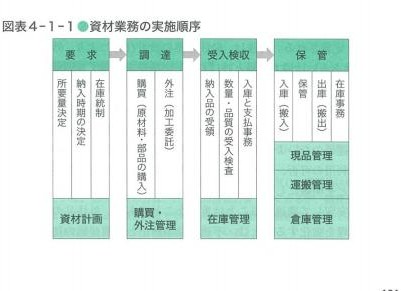 図表4-1-1●資材業務の実施順序
要求
所要量決定
納入時期の決定
在庫統制
資材計画
調達
購買（原材料・部品の購入）
外注（加工委託）
購買・
外注管理
受入検収
納入品の受領
数量・品質の受入検査
入庫と支払事務
在庫管理
保管
入庫（搬入）
保管
出庫（搬出）
在庫事務
現品管理
運搬管理
倉庫管理